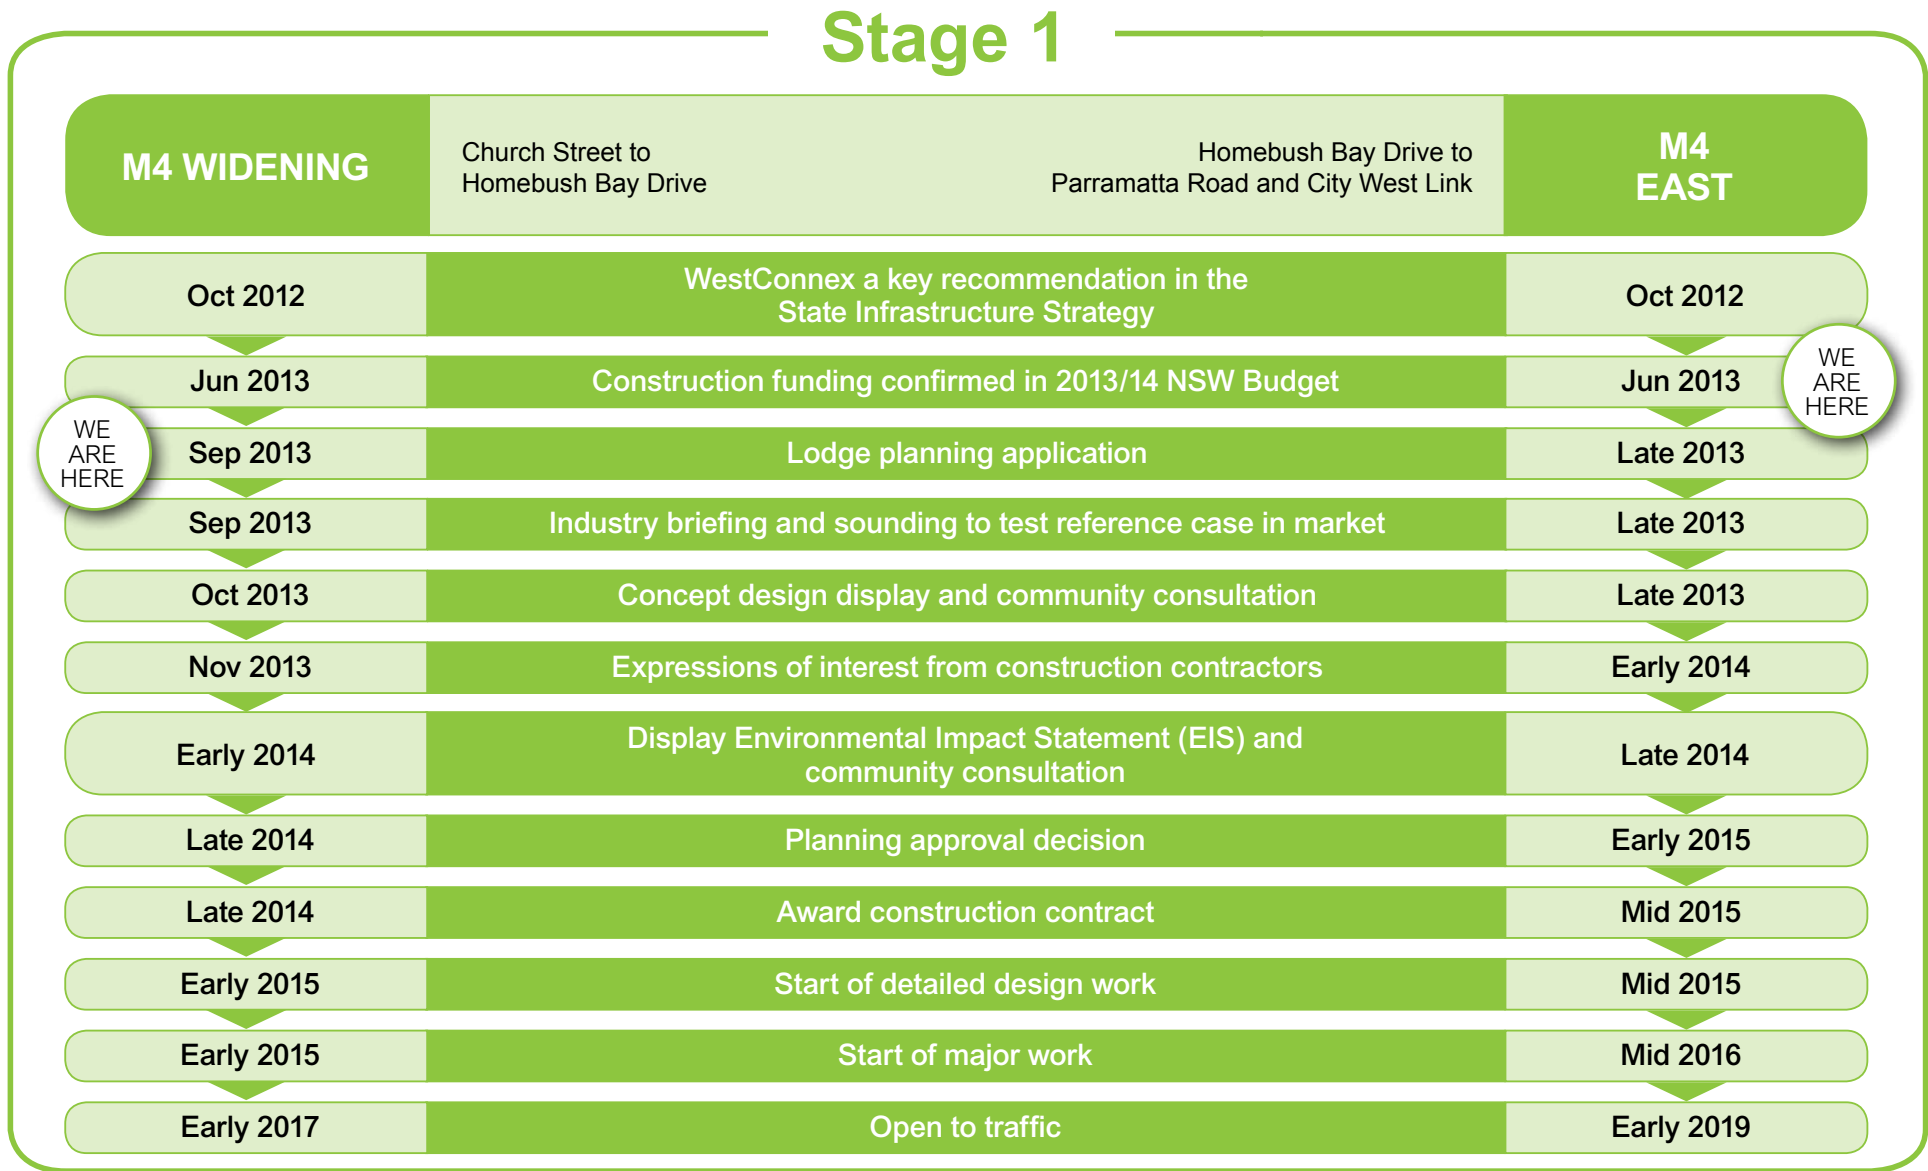 Stage 1
M4 WIDENING
Church Street to
Homebush Bay Drive
Homebush Bay Drive to
Parramatta Road and City West Link
M4
EAST
Oct 2012
WestConnex a key recommendation in the
State Infrastructure Strategy
Oct 2012
Jun 2013
Construction funding confirmed in 2013/14 NSW Budget
Jun 2013
WE
ARE
HERE
WE
ARE
HERE
Sep 2013
Lodge planning application
Late 2013
Sep 2013
Industry briefing and sounding to test reference case in market
Late 2013
Oct 2013
Concept design display and community consultation
Late 2013
Nov 2013
Expressions of interest from construction contractors
Early 2014
Early 2014
Display Environmental Impact Statement (EIS) and
community consultation
Late 2014
Late 2014
Planning approval decision
Early 2015
Late 2014
Award construction contract
Mid 2015
Early 2015
Start of detailed design work
Mid 2015
Early 2015
Start of major work
Mid 2016
Early 2017
Open to traffic
Early 2019